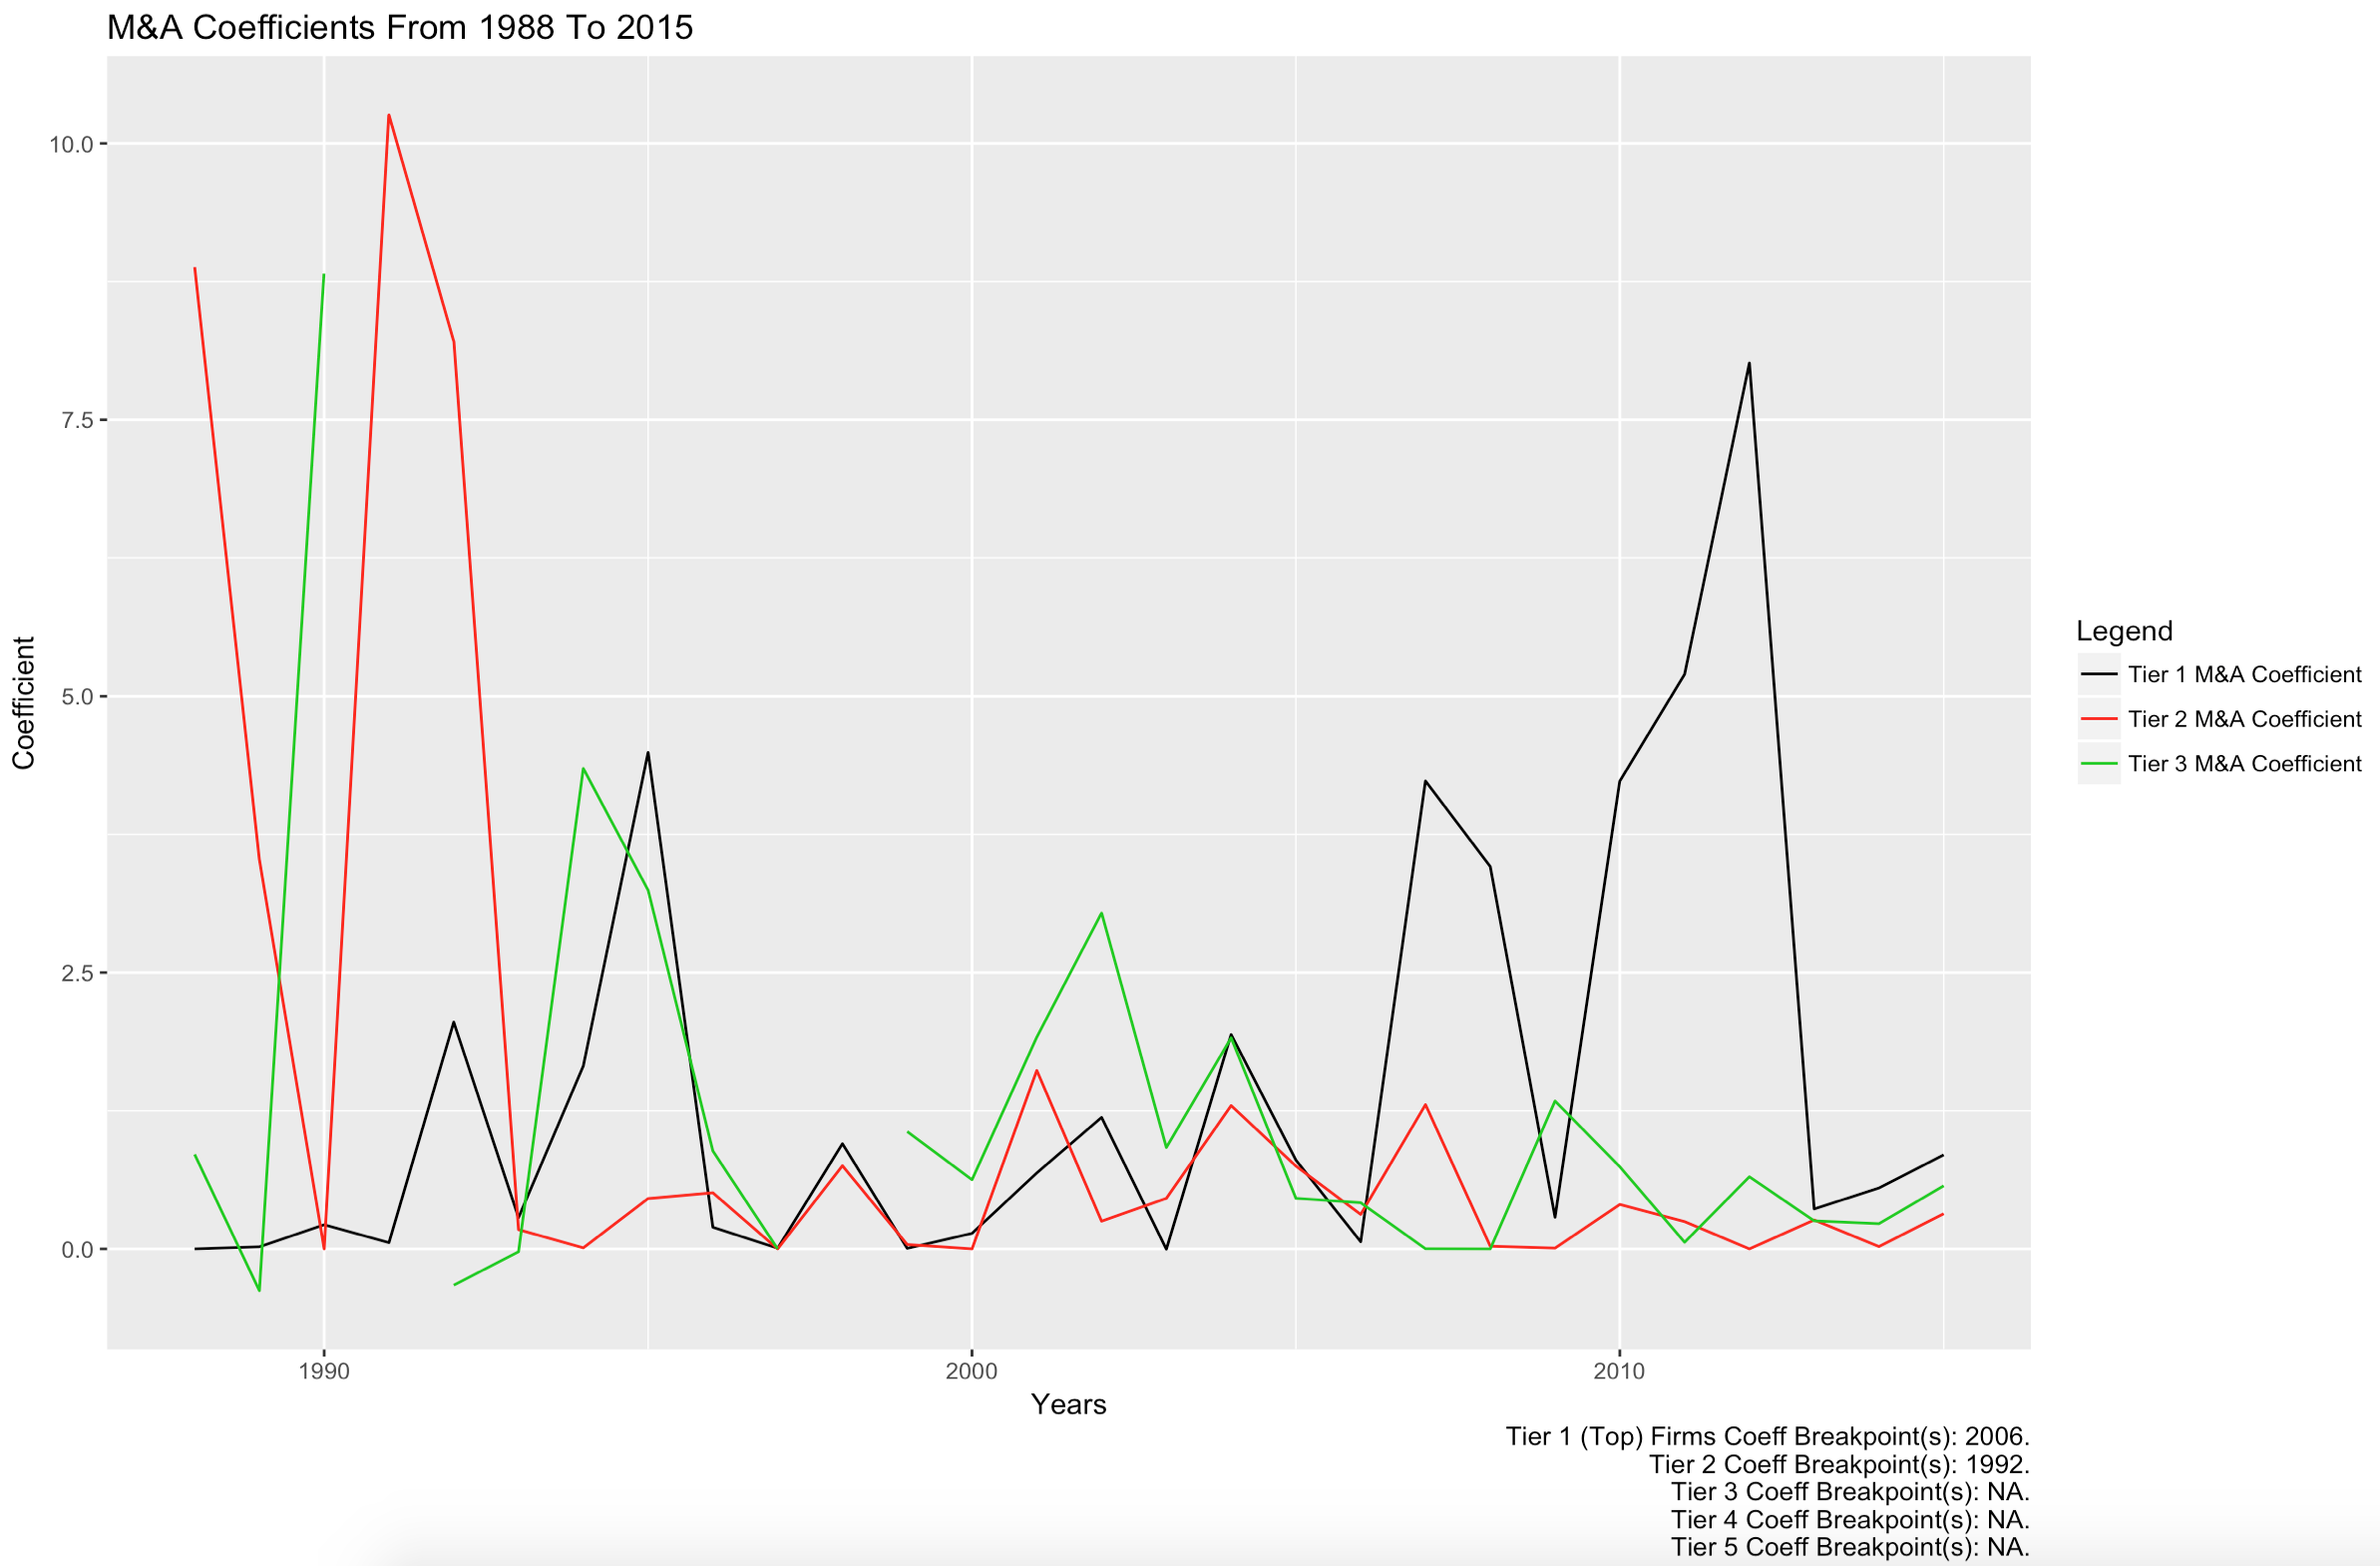 M&A Coefficients From 1988 To 2015
10.0
7.5
5.0
2.5
0.0
Coefficient
1990
2000
2010
Years
Legend
Tier 1 M&A Coefficient
Tier 2 M&A Coefficient
Tier 3 M&A Coefficient
Tier 1 (Top) Firms Coeff Breakpoint(s): 2006.
Tier 2 Coeff Breakpoint(s): 1992.
Tier 3 Coeff Breakpoint(s): NA.
Tier 4 Coeff Breakpoint(s): NA.
Tier 5 Coeff Breakpoint(s): NA.